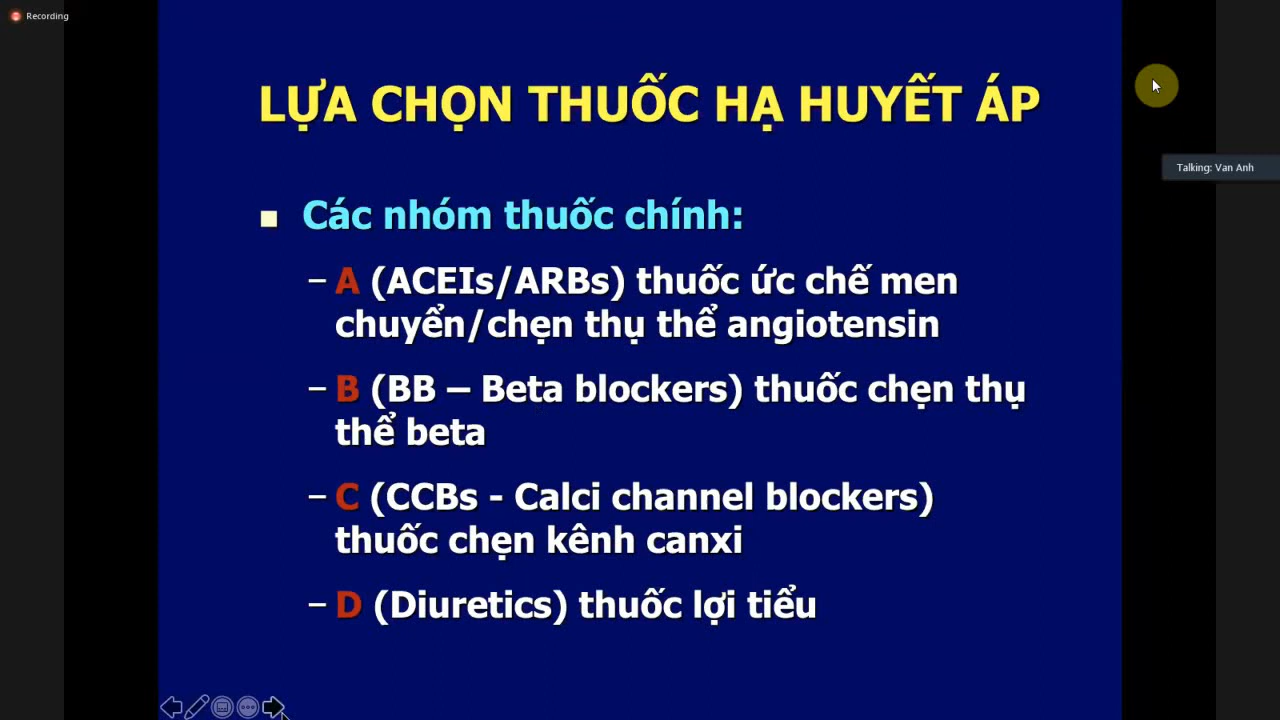 Recording
LỰA CHỌN THUỐC HẠ HUYẾT ÁP
Talking: Van Anh
■ Các nhóm thuốc chính:
– A (ACEIs/ARBs) thuốc ức chế men
chuyển/chẹn thụ thể angiotensin
– B (BB – Beta blockers) thuốc chẹn thụ
thể beta
– C (CCBs - Calci channel blockers)
thuốc chẹn kênh canxi
– D (Diuretics) thuốc lợi tiểu